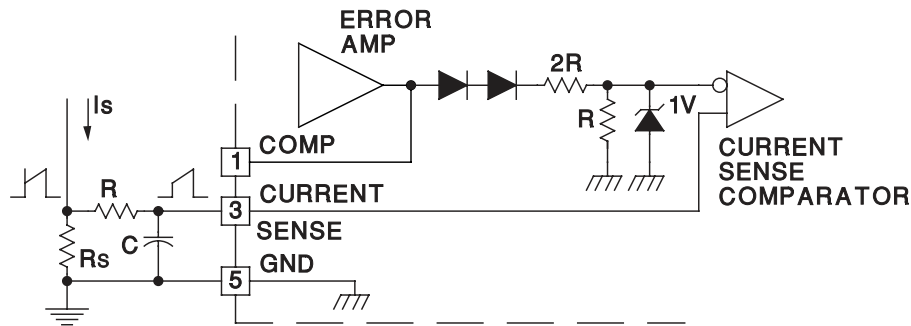 ERROR
AMP
2R
Is
R
1V
1
COMP
CURRENT
SENSE
COMPARATOR
R
3
CURRENT
SENSE
Rs
C
5
GND